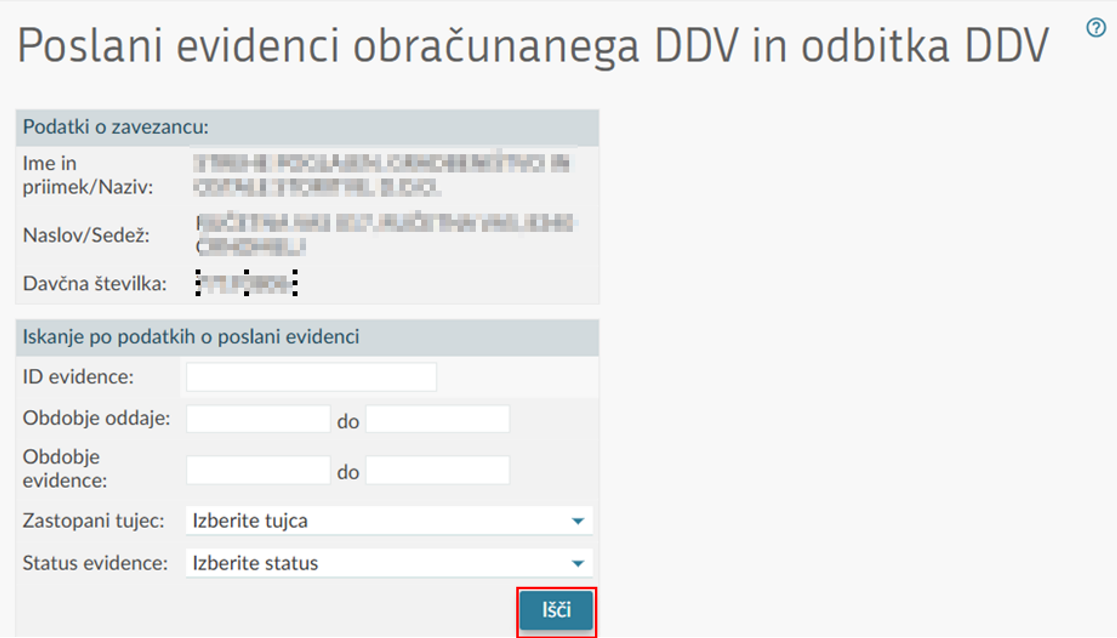 Poslani evidenci obračunanega DDV in odbitka DDV
?
Podatki o zavezancu:
Ime in
priimek/Naziv:
Naslov/Sedež:
Davčna številka:
Iskanje po podatkih o poslani evidenci
ID evidence:
Obdobje oddaje:
do
Obdobje
evidence:
do
Zastopani tujec: Izberite tujca
Status evidence: Izberite status
Išči